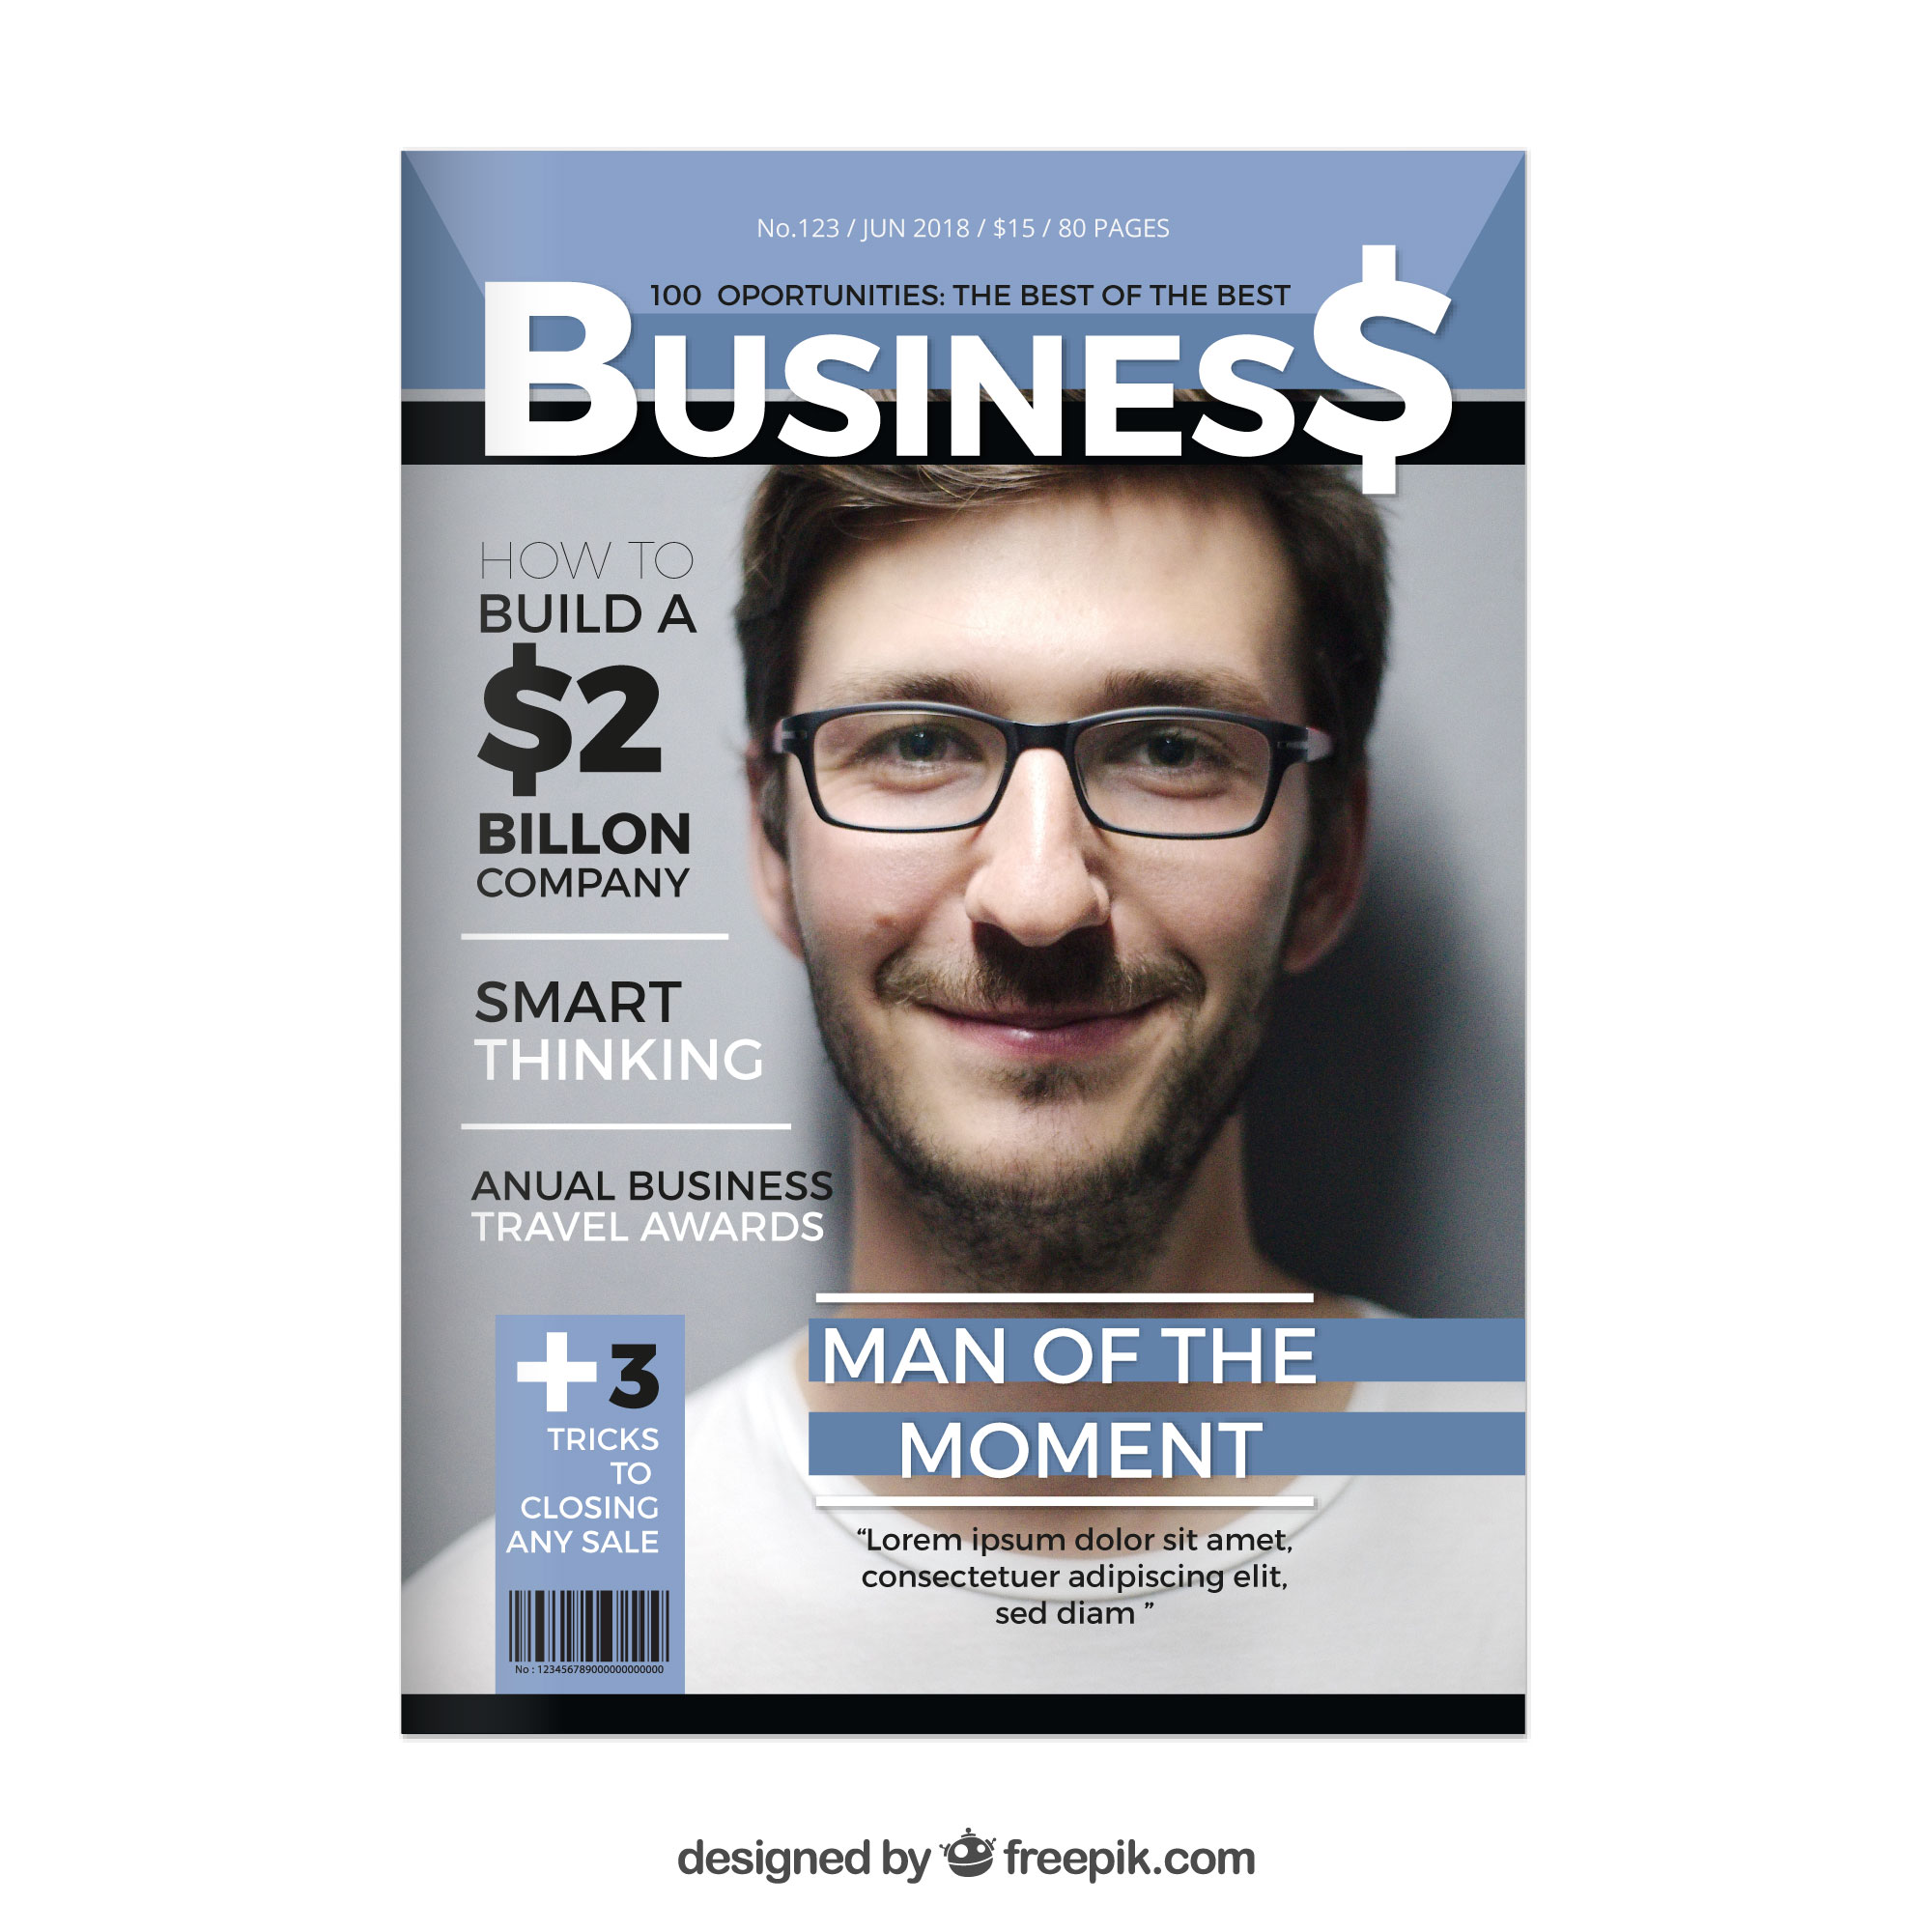 No.123 / JUN 2018 / $15 / 80 PAGES
100 OPORTUNITIES: THE BEST OF THE BEST
BUSINES$
HOW TO
BUILD A
$2
BILLON
COMPANY
SMART
THINKING
ANUAL BUSINESS
TRAVEL AWARDS
+3
TRICKS
TO
CLOSING
ANY SALE
No : 123456789000000000000
MAN OF THE
MOMENT
“Lorem ipsum dolor sit amet,
consectetuer adipiscing elit,
sed diam ”
designed by freepik.com